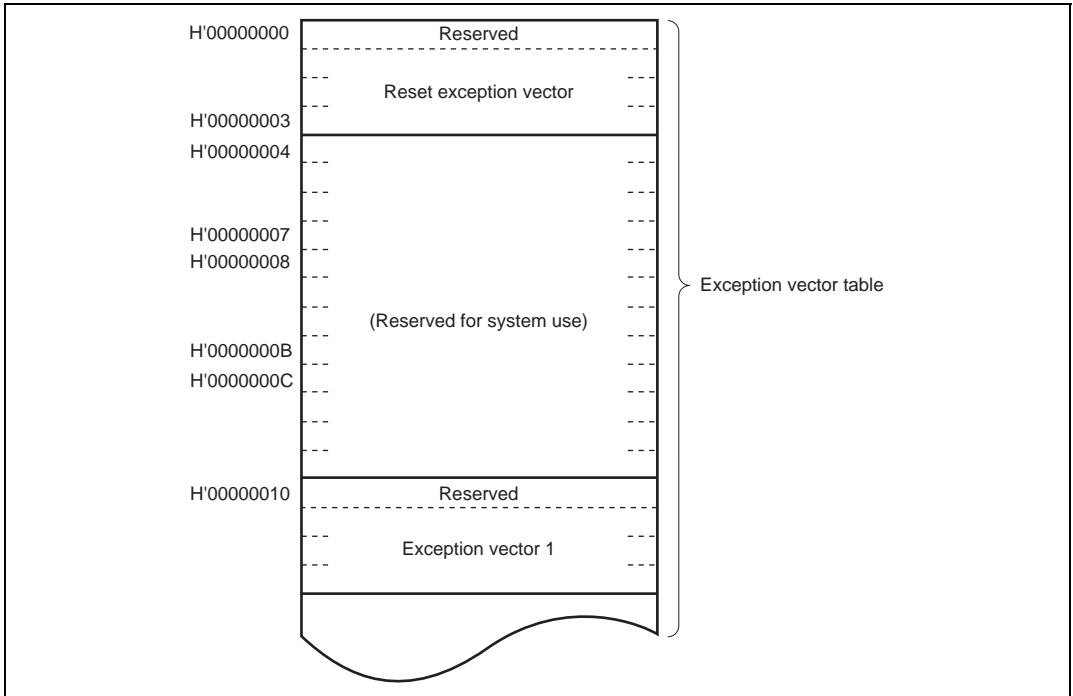 H'00000000
Reserved
Reset exception vector
H'00000003
H'00000004
H'00000007
H'00000008
Exception vector table
(Reserved for system use)
H'0000000B
H'0000000C
H'00000010
Reserved
Exception vector 1